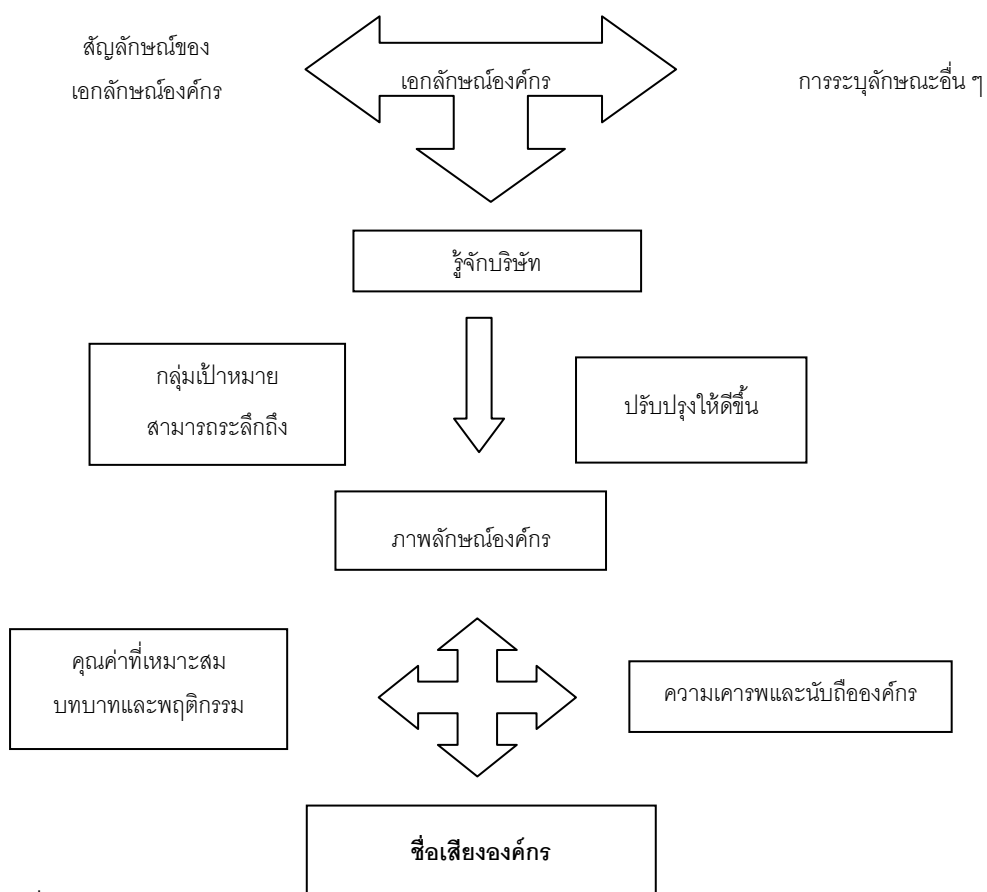 สัญลักษณ์ของ
เอกลักษณ์องค์กร
เอกลักษณ์องค์กร
การระบุลักษณะอื่น ๆ
รู้จักบริษัท
กลุ่มเป้าหมาย
สามารถระลึกถึง
ปรับปรุงให้ดีขึ้น
ภาพลักษณ์องค์กร
คุณค่าที่เหมาะสม
บทบาทและพฤติกรรม
ความเคารพและนับถือองค์กร
ชื่อเสียงองค์กร